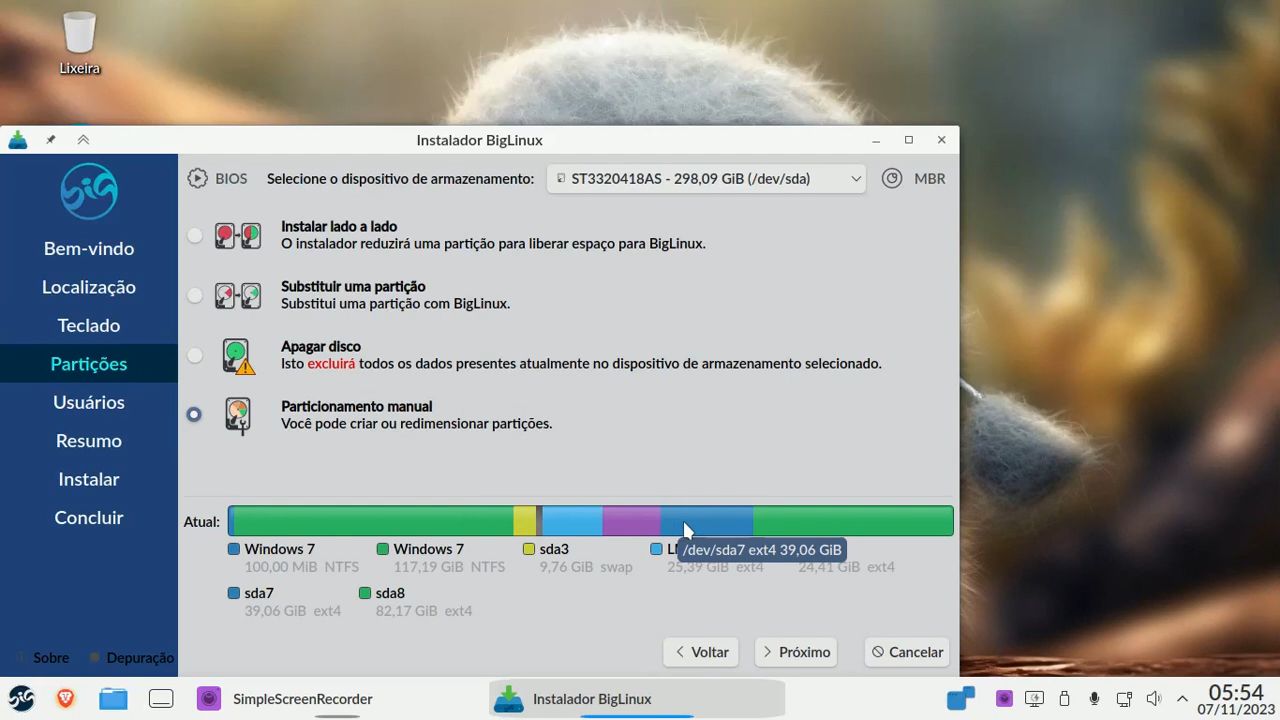 Lixeira
Instalador BigLinux
BIOS
Selecione o dispositivo de armazenamento:
ST3320418AS - 298,09 GiB (/dev/sda)
MBR
Bem-vindo
Localização
Teclado
Partições
Usuários
Resumo
Instalar
Concluir
Instalar lado a lado
O instalador reduzirá uma partição para liberar espaço para BigLinux.
Substituir uma partição
Substitui uma partição com BigLinux.
Apagar disco
Isto excluirá todos os dados presentes atualmente no dispositivo de armazenamento selecionado.
Particionamento manual
Você pode criar ou redimensionar partições.
Atual:
Windows 7
100,00 MiB NTFS
Windows 7
117,19 GiB NTFS
sda3
9,76 GiB swap
25,39 GiB ext4
24,41 GiB ext4
/dev/sda7 ext4 39,06 GiB
sda7
39,06 GiB ext4
sda8
82,17 GiB ext4
Sobre
Depuração
Voltar
Próximo
Cancelar
SimpleScreenRecorder
Instalador BigLinux
05:54
07/11/2023